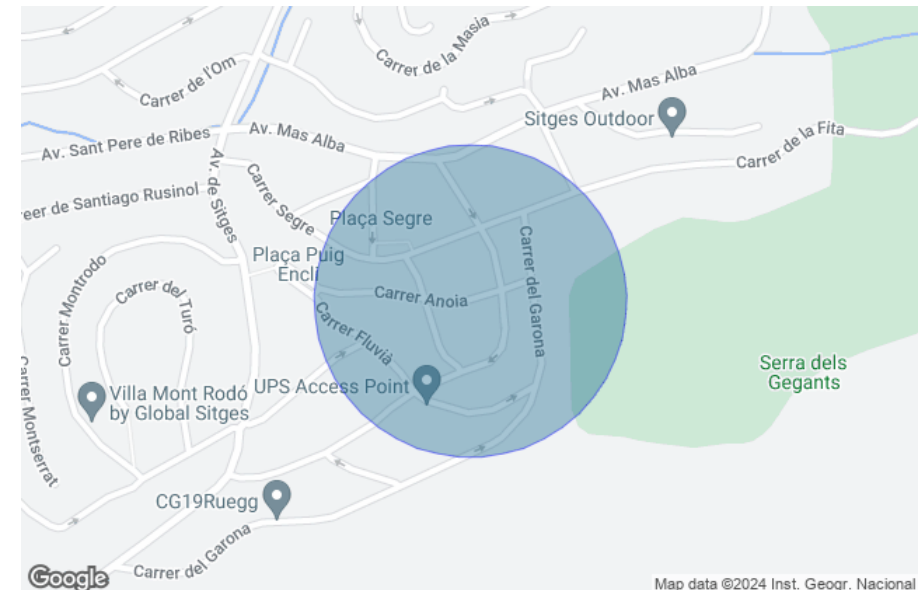 Carrer de la Masia
Carrer de l'Om
Av. Mas Alba
Sitges Outdoor
Av. Sant Pere de Ribes
Av. Mas Alba
Carrer de la Fita
reer de Santiago Rusinol
Av. de Sitges
Carrer Segre
Plaça Segre
Plaça Puig
Encli
Carrer del Garona
Carrer Montrodo
Carrer del Turó
Carrer Anoia
Carrer Fluvià
Serra dels
Gegants
UPS Access Point
Villa Mont Rodó
by Global Sitges
Carrer Montserrat
CG19Ruegg
Carrer del Garona
Google
Map data ©2024 Inst. Geogr. Nacional